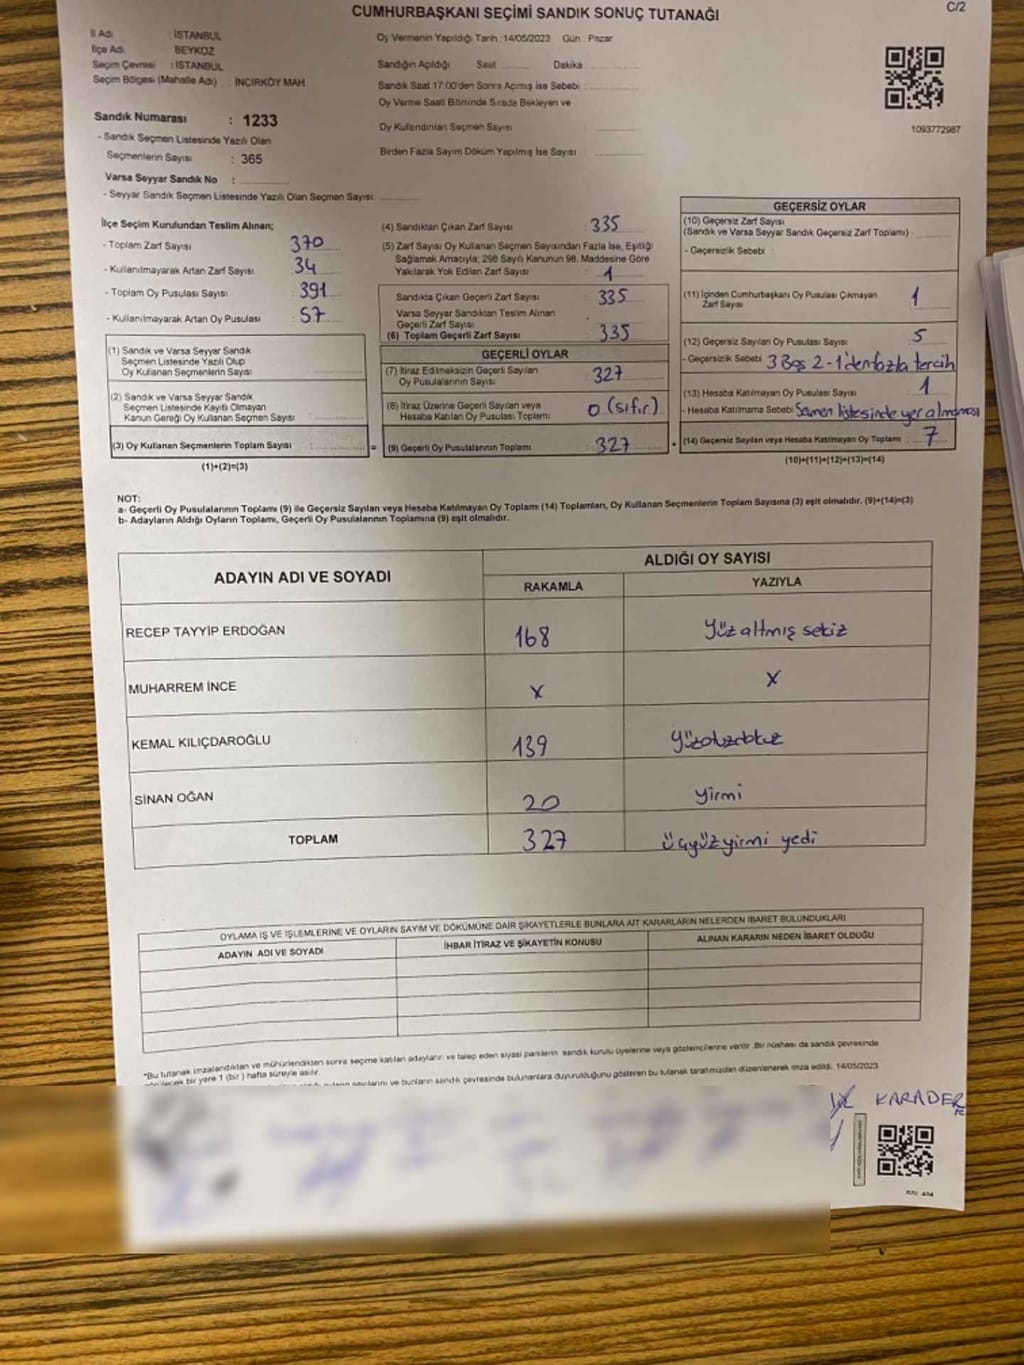 CUMHURBAŞKANI SEÇİMİ SANDIK SONUÇ TUTANAĞI
C/2
İl Adı İSTANBUL
İlçe Adı BEYKOZ
Seçim Çevresi : İSTANBUL
Seçim Bölgesi (Mahalle Adı) : İNCİRKÖY MAH.
Oy Vermenin Yapıldığı Tarih : 14/05/2023 Gün : Pazar
Sandığın Açıldığı Saat Dakika
Sandık Saat 17:00'den Sonra Açılmış İse Sebebi
Oy Verme Saati Bitiminde Sırada Bekleyen ve
Oy Kullandırılan Seçmen Sayısı
Birden Fazla Sayım Döküm Yapılmış İse Sayısı
1093772987
Sandık Numarası : 1233
- Sandık Seçmen Listesinde Yazılı Olan
Seçmenlerin Sayısı : 365
Varsa Seyyar Sandık No :
- Seyyar Sandık Seçmen Listesinde Yazılı Olan Seçmen Sayısı:
İlçe Seçim Kurulundan Teslim Alınan;
- Toplam Zarf Sayısı 370
- Kullanılmayarak Artan Zarf Sayısı : 34
- Toplam Oy Pusulası Sayısı : 391
- Kullanılmayarak Artan Oy Pusulası : 57
(1) Sandık ve Varsa Seyyar Sandık
Seçmen Listesinde Yazılı Olup
Oy Kullanan Seçmenlerin Sayısı
(2) Sandık ve Varsa Seyyar Sandık
Seçmen Listesinde Kayıtlı Olmayan
Kanun Gereği Oy Kullanan Seçmen Sayısı
(3) Oy Kullanan Seçmenlerin Toplam Sayısı =
(1)+(2)=(3)
(4) Sandıktan Çıkan Zarf Sayısı 335
(5) Zarf Sayısı Oy Kullanan Seçmen Sayısından Fazla İse, Eşitliği
Sağlamak Amacıyla; 298 Sayılı Kanunun 98. Maddesine Göre
Yakılarak Yok Edilen Zarf Sayısı 1
Sandıkta Çıkan Geçerli Zarf Sayısı 335
Varsa Seyyar Sandıktan Teslim Alınan
Geçerli Zarf Sayısı
(6) Toplam Geçerli Zarf Sayısı 335
GEÇERLİ OYLAR
(7) İtiraz Edilmeksizin Geçerli Sayılan
Oy Pusulalarının Sayısı 327
(8) İtiraz Üzerine Geçerli Sayılan veya
Hesaba Katılan Oy Pusulası Toplamı 0 (sıfır)
(9) Geçerli Oy Pusulalarının Toplamı 327
GEÇERSİZ OYLAR
(10) Geçersiz Zarf Sayısı
(Sandık ve Varsa Seyyar Sandık Geçersiz Zarf Toplamı) :
- Geçersizlik Sebebi :
(11) İçinden Cumhurbaşkanı Oy Pusulası Çıkmayan
Zarf Sayısı 1
(12) Geçersiz Sayılan Oy Pusulası Sayısı 5
- Geçersizlik Sebebi 3 Boş 2-1'den fazla tercih
(13) Hesaba Katılmayan Oy Pusulası Sayısı 1
- Hesaba Katılmama Sebebi Seçmen listesinde yer almaması
(14) Geçersiz Sayılan veya Hesaba Katılmayan Oy Toplamı : 7
(10)+(11)+(12)+(13)=(14)
NOT:
a- Geçerli Oy Pusulalarının Toplamı (9) ile Geçersiz Sayılan veya Hesaba Katılmayan Oy Toplamı (14) Toplamları, Oy Kullanan Seçmenlerin Toplam Sayısına (3) eşit olmalıdır. (9)+(14)=(3)
b- Adayların Aldığı Oyların Toplamı, Geçerli Oy Pusulalarının Toplamına (9) eşit olmalıdır.
ADAYIN ADI VE SOYADI
ALDIĞI OY SAYISI
RAKAMLA YAZIYLA
RECEP TAYYİP ERDOĞAN 168 Yüz altmış sekiz
MUHARREM İNCE X X
KEMAL KILIÇDAROĞLU 139 Yüzotuzdokuz
SİNAN OĞAN 20 Yirmi
TOPLAM 327 üçyüzyirmi yedi
OYLAMA İŞ VE İŞLEMLERİNE VE OYLARIN SAYIM VE DÖKÜMÜNE DAİR ŞİKAYETLERLE BUNLARA AİT KARARLARIN NELERDEN İBARET BULUNDUKLARI
ADAYIN ADI VE SOYADI İHBAR İTİRAZ VE ŞİKAYETİN KONUSU ALINAN KARARIN NEDEN İBARET OLDUĞU
*Bu tutanak imzalandıktan ve mühürlendikten sonra seçime katılan adayların ve talep eden siyasi partilerin sandık kurulu üyelerine veya gözlemcilerine verilir. Bir nüshası da sandık çevresinde
bir yere 1 (bir) hafta süreyle asılır.
ve bunların sandık çevresinde bulunanlara duyurulduğunu gösteren bu tutanak tarafımızdan düzenlenerek imza edildi. 14/05/2023
KARADERE